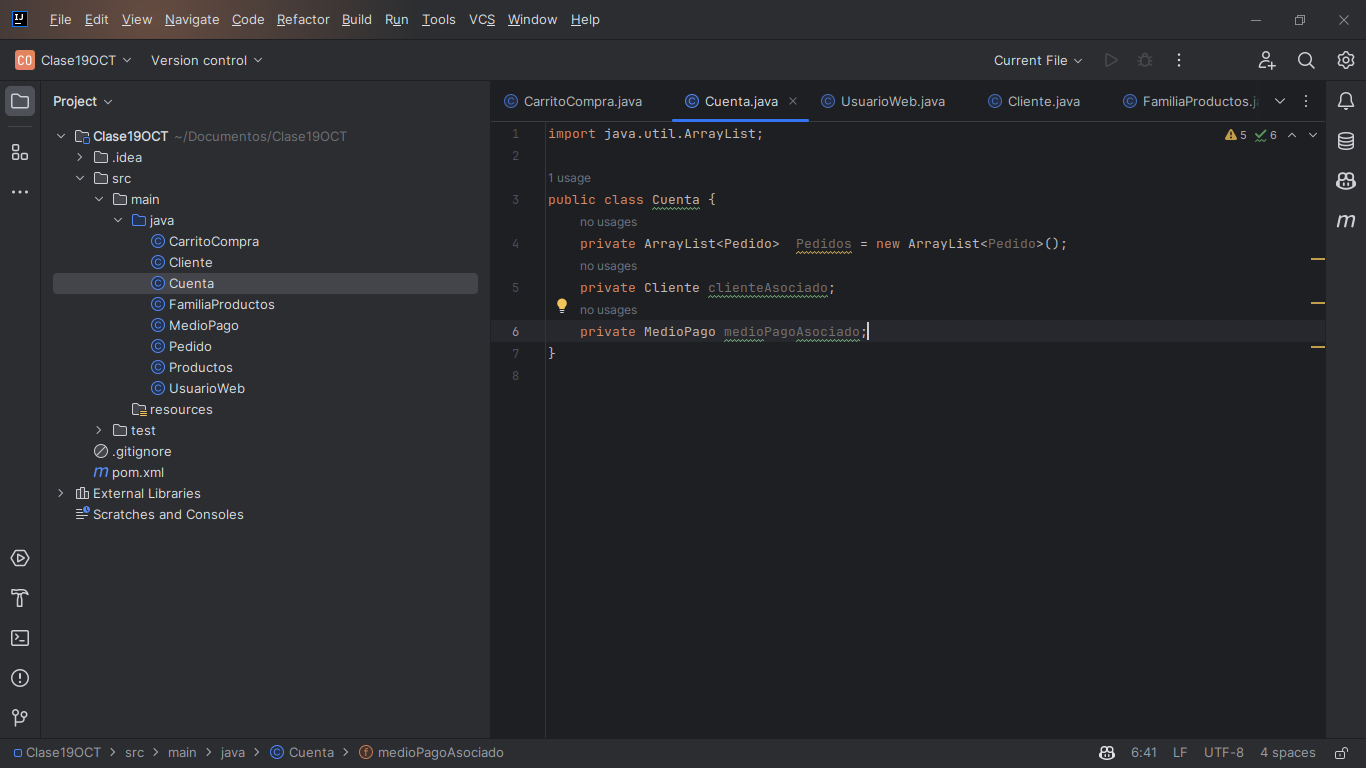 File Edit View Navigate Code Refactor Build Run Tools VCS Window Help
CO Clase19OCT Version control Current File
Project
CarritoCompra.java Cuenta.java UsuarioWeb.java Cliente.java FamiliaProductos.j
Clase19OCT ~/Documentos/Clase19OCT
.idea
src
main
java
CarritoCompra
Cliente
Cuenta
FamiliaProductos
MedioPago
Pedido
Productos
UsuarioWeb
resources
test
.gitignore
pom.xml
External Libraries
Scratches and Consoles
5 6
1 import java.util.ArrayList;
2
1 usage
3 public class Cuenta {
no usages
4 private ArrayList<Pedido>  Pedidos = new ArrayList<Pedido>();
no usages
5 private Cliente clienteAsociado;
no usages
6 private MedioPago medioPagoAsociado;
7 }
8
Clase19OCT > src > main > java > Cuenta > medioPagoAsociado 6:41 LF UTF-8 4 spaces